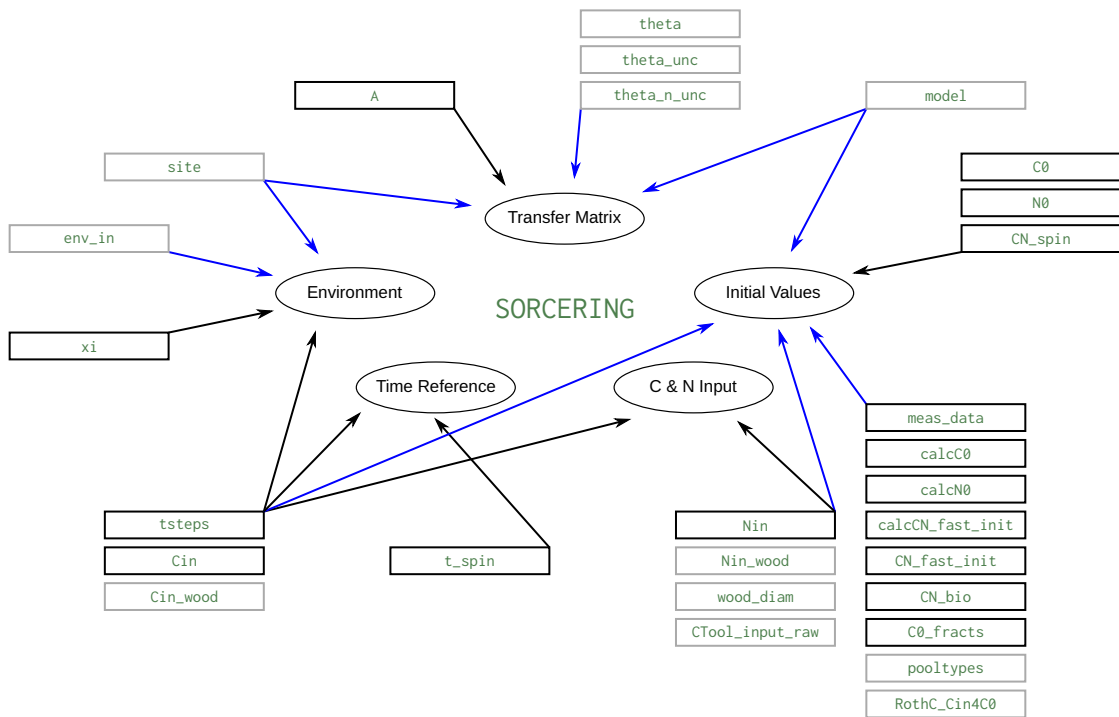 theta
theta_unc
theta_n_unc
A
model
site
C0
N0
CN_spin
env_in
Transfer Matrix
Environment
SORCERING
Initial Values
xi
Time Reference
C & N Input
meas_data
calcC0
calcN0
tsteps
Nin
calcCN_fast_init
Cin
t_spin
Nin_wood
CN_fast_init
Cin_wood
wood_diam
CN_bio
CTool_input_raw
C0_fracts
pooltypes
RothC_Cin4C0